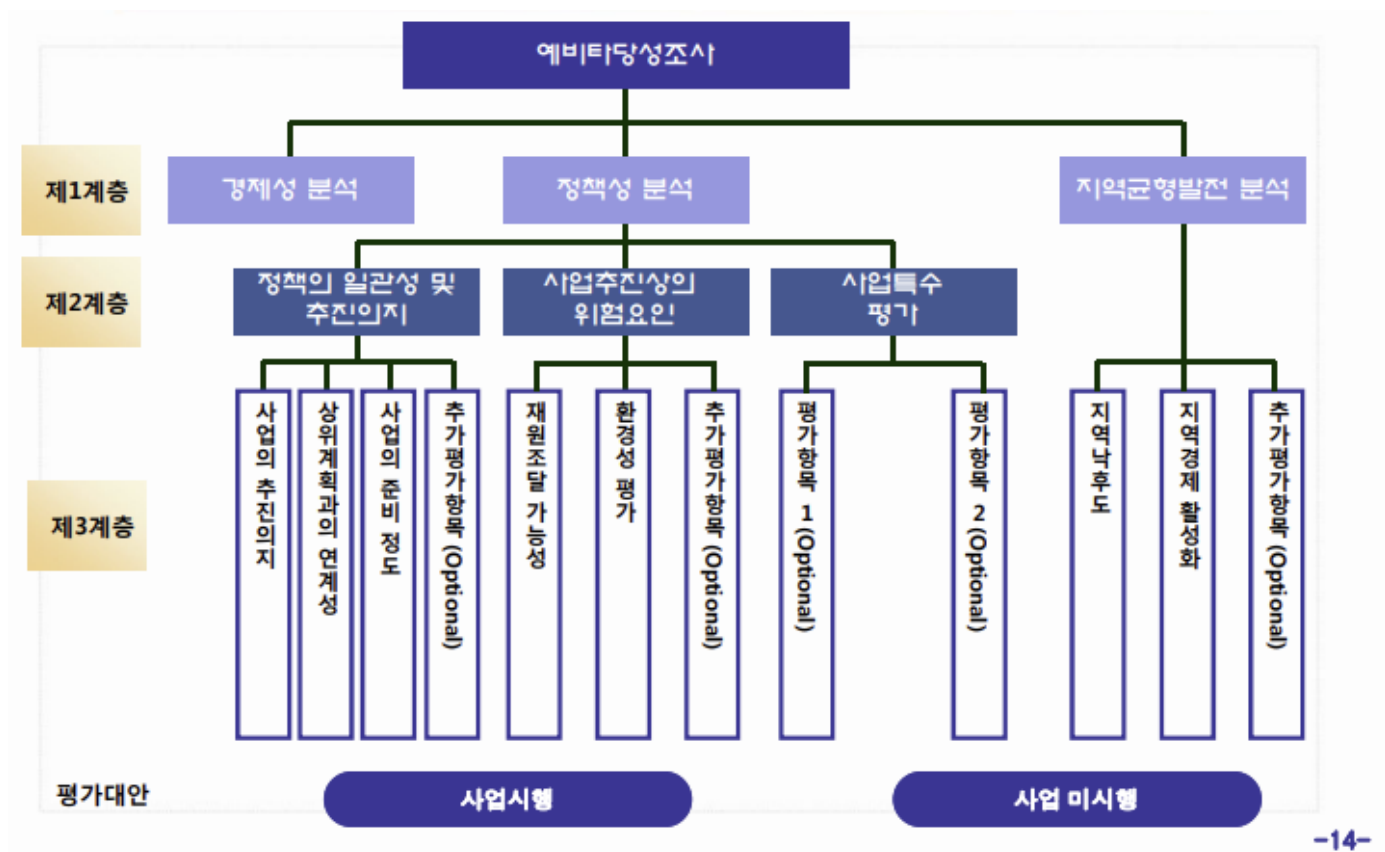 예비타당성조사
제1계층
경제성 분석
정책성 분석
지역균형발전 분석
제2계층
정책의 일관성 및
추진의지
사업추진상의
위험요인
사업특수
평가
제3계층
사업의 추진의지
상위계획과의 연계성
사업의 준비 정도
추가평가항목 (Optional)
재원조달 가능성
환경성 평가
추가평가항목 (Optional)
평가항목 1 (Optional)
평가항목 2 (Optional)
지역낙후도
지역경제 활성화
추가평가항목 (Optional)
평가대안
사업시행
사업 미시행
-14-